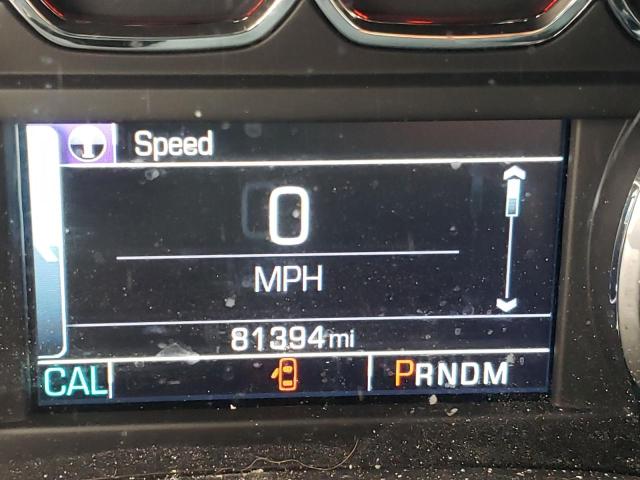 Speed
0
MPH
81394mi
CAL PRNDM